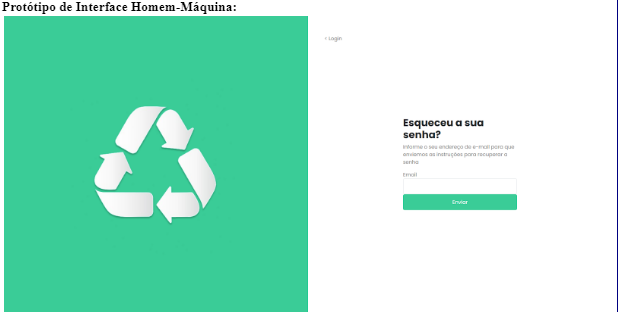 Protótipo de Interface Homem-Máquina:
< Login
Esqueceu a sua
senha?
Informe o seu endereço de e-mail para que
enviemos as instruções para recuperar a
senha.
Email
Enviar